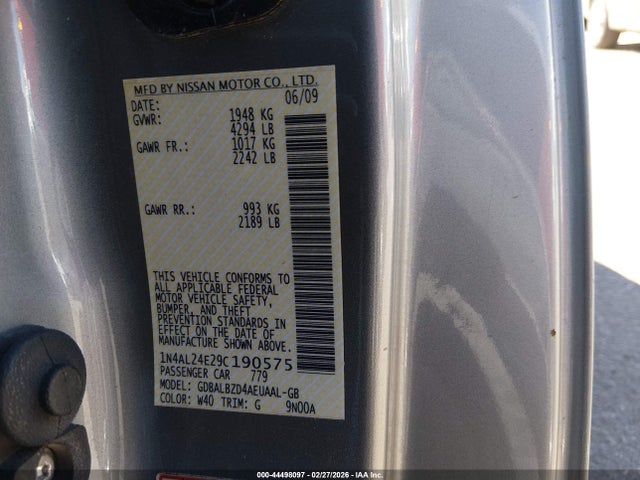 MFD BY NISSAN MOTOR CO., LTD.
DATE: 06/09
GVWR: 1948 KG
4294 LB
GAWR FR.: 1017 KG
2242 LB
GAWR RR.: 993 KG
2189 LB
THIS VEHICLE CONFORMS TO
ALL APPLICABLE FEDERAL
MOTOR VEHICLE SAFETY,
BUMPER, AND THEFT
PREVENTION STANDARDS IN
EFFECT ON THE DATE OF
MANUFACTURE SHOWN ABOVE.
1N4AL24E29C190575
PASSENGER CAR 779
MODEL: GDBALBZD4AEUAAL-GB
COLOR: W40 TRIM: G 9N00A
000-44498097 - 02/27/2026 - IAA Inc.